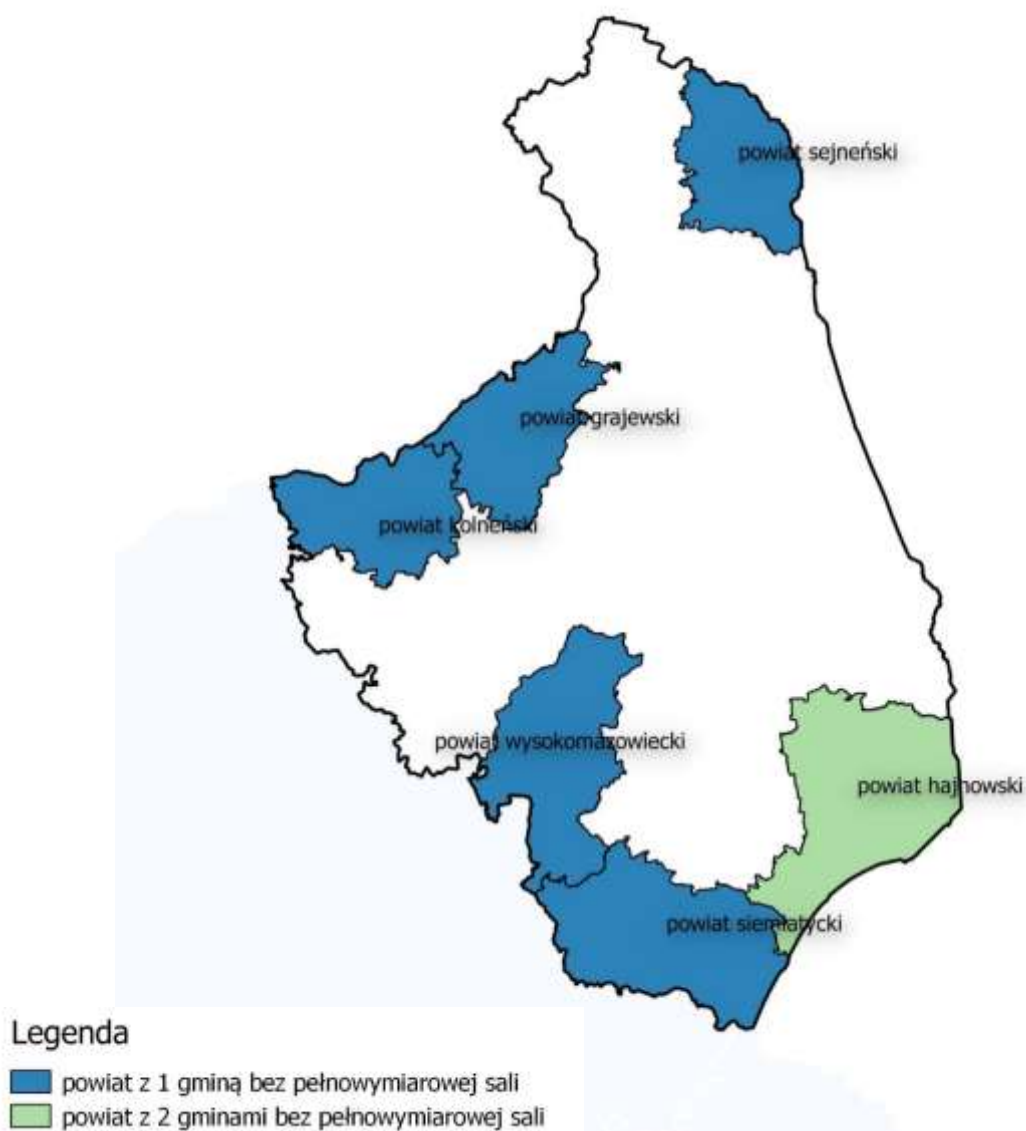 powiat sejneński
powiat grajewski
powiat kolneński
powiat wysokomazowiecki
powiat hajnowski
powiat siemiatycki
Legenda
powiat z 1 gminą bez pełnowymiarowej sali
powiat z 2 gminami bez pełnowymiarowej sali